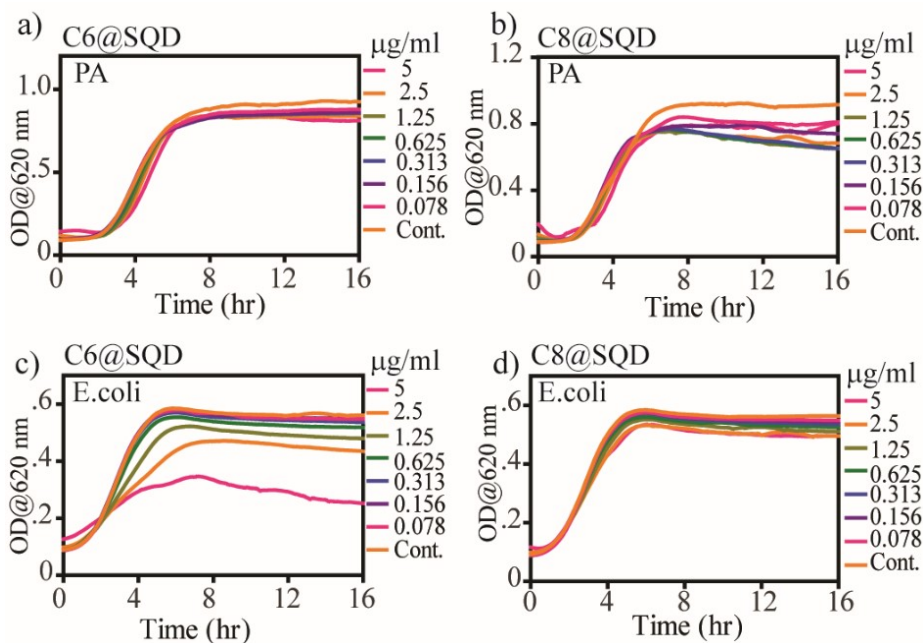 a) C6@SQD μg/ml
PA
1.0
.5
0
OD@620 nm
0 4 8 12 16
Time (hr)
5
2.5
1.25
0.625
0.313
0.156
0.078
Cont.
b) C8@SQD μg/ml
PA
1.2
0.8
0.4
0
OD@620 nm
0 4 8 12 16
Time (hr)
5
2.5
1.25
0.625
0.313
0.156
0.078
Cont.
c) C6@SQD μg/ml
E.coli
.6
.4
.2
0
OD@620 nm
0 4 8 12 16
Time (hr)
5
2.5
1.25
0.625
0.313
0.156
0.078
Cont.
d) C8@SQD μg/ml
E.coli
.6
.4
.2
0
OD@620 nm
0 4 8 12 16
Time (hr)
5
2.5
1.25
0.625
0.313
0.156
0.078
Cont.